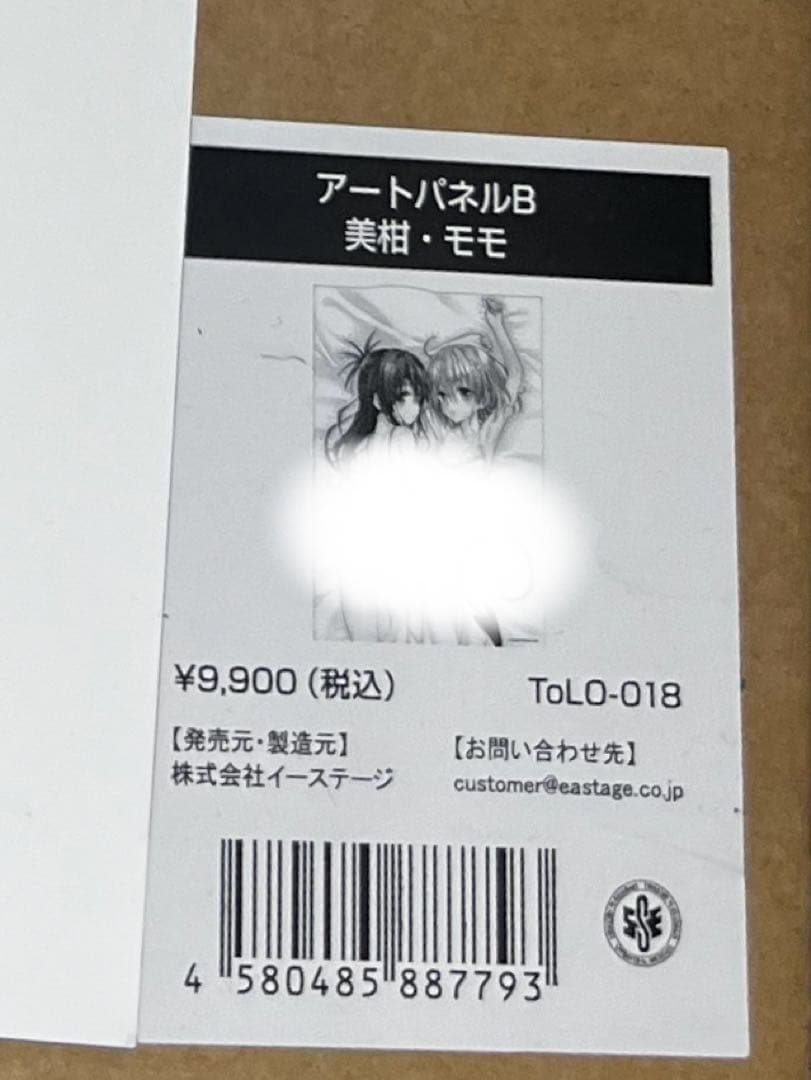 アートパネルB
美柑・モモ
¥9,900(税込)
ToLO-018
【発売元・製造元】
株式会社イーステージ
【お問い合わせ先】
customer@eastage.co.jp
4 580485 887793